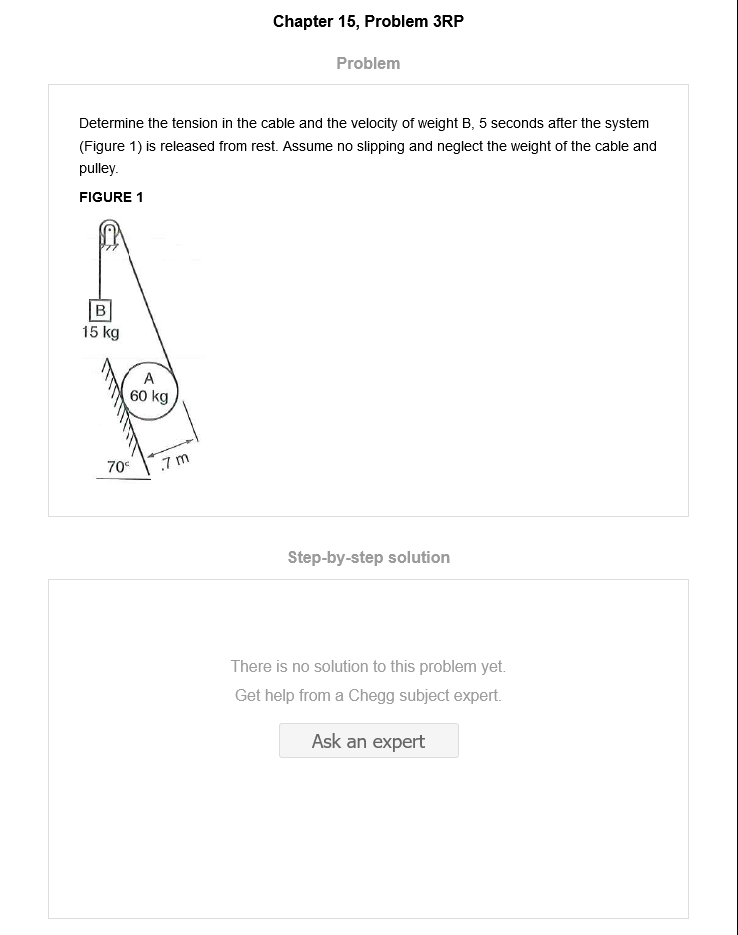 Chapter 15, Problem 3RP
Problem
Determine the tension in the cable and the velocity of weight B, 5 seconds after the system
(Figure 1) is released from rest. Assume no slipping and neglect the weight of the cable and
pulley.
FIGURE 1
B
15 kg
A
60 kg
70°
.7 m
Step-by-step solution
There is no solution to this problem yet.
Get help from a Chegg subject expert.
Ask an expert